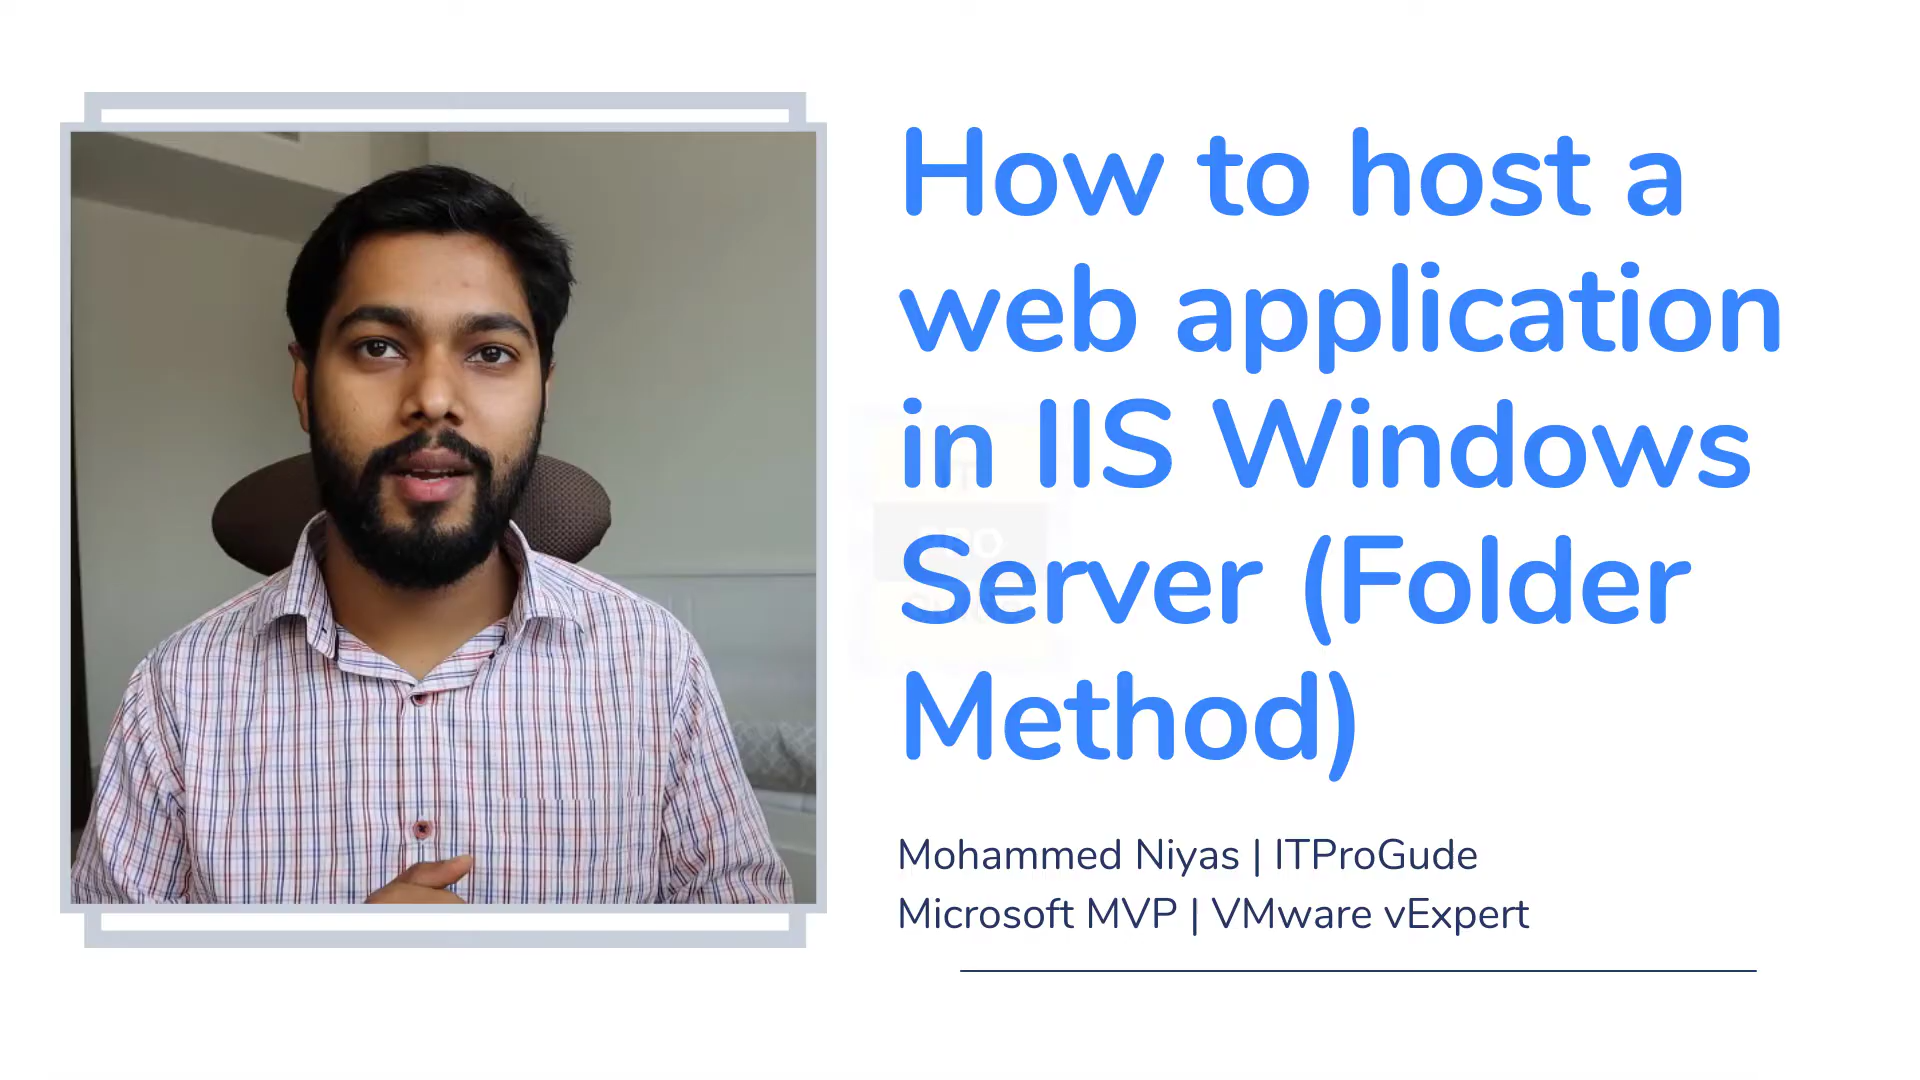 How to host a
web application
in IIS Windows
Server (Folder
Method)
Mohammed Niyas | ITProGude
Microsoft MVP | VMware vExpert